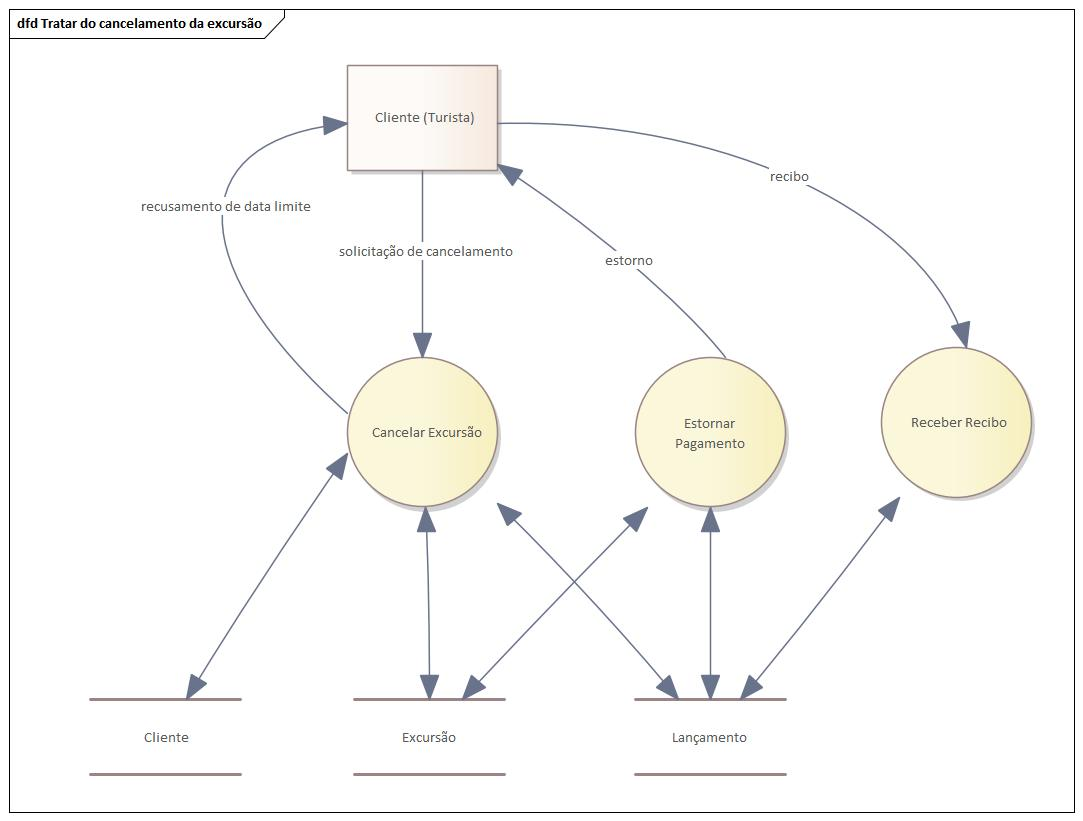 dfd Tratar do cancelamento da excursão
Cliente (Turista)
recibo
recusamento de data limite
solicitação de cancelamento
estorno
Cancelar Excursão
Estornar
Pagamento
Receber Recibo
Cliente
Excursão
Lançamento